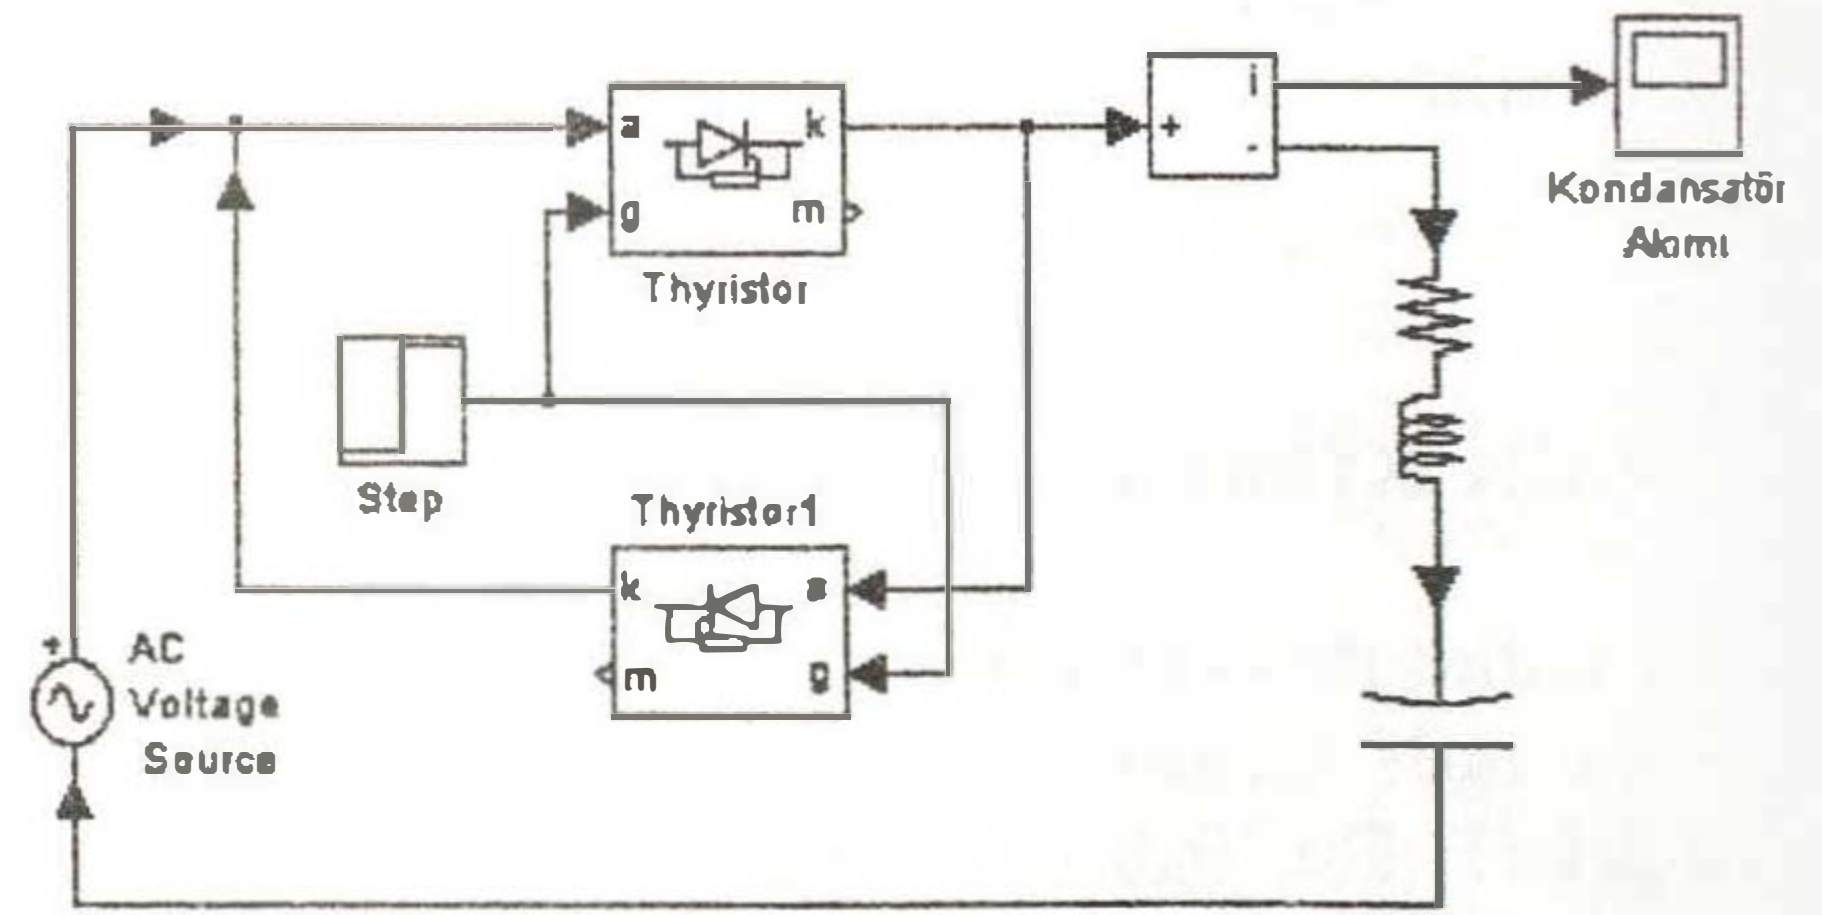 i
a
k
+
-
g
m
Kondansatör
Akımı
Thyristor
Step
Thyristor1
k
a
m
g
+
AC
Voltage
Source